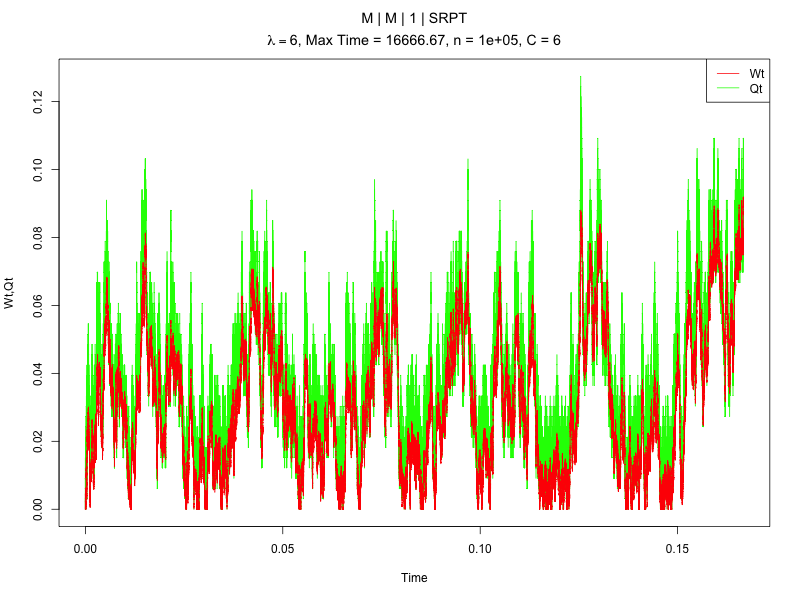 M | M | 1 | SRPT
λ = 6, Max Time = 16666.67, n = 1e+05, C = 6
Wt
Qt
Wt,Qt
0.12
0.10
0.08
0.06
0.04
0.02
0.00
0.00 0.05 0.10 0.15
Time